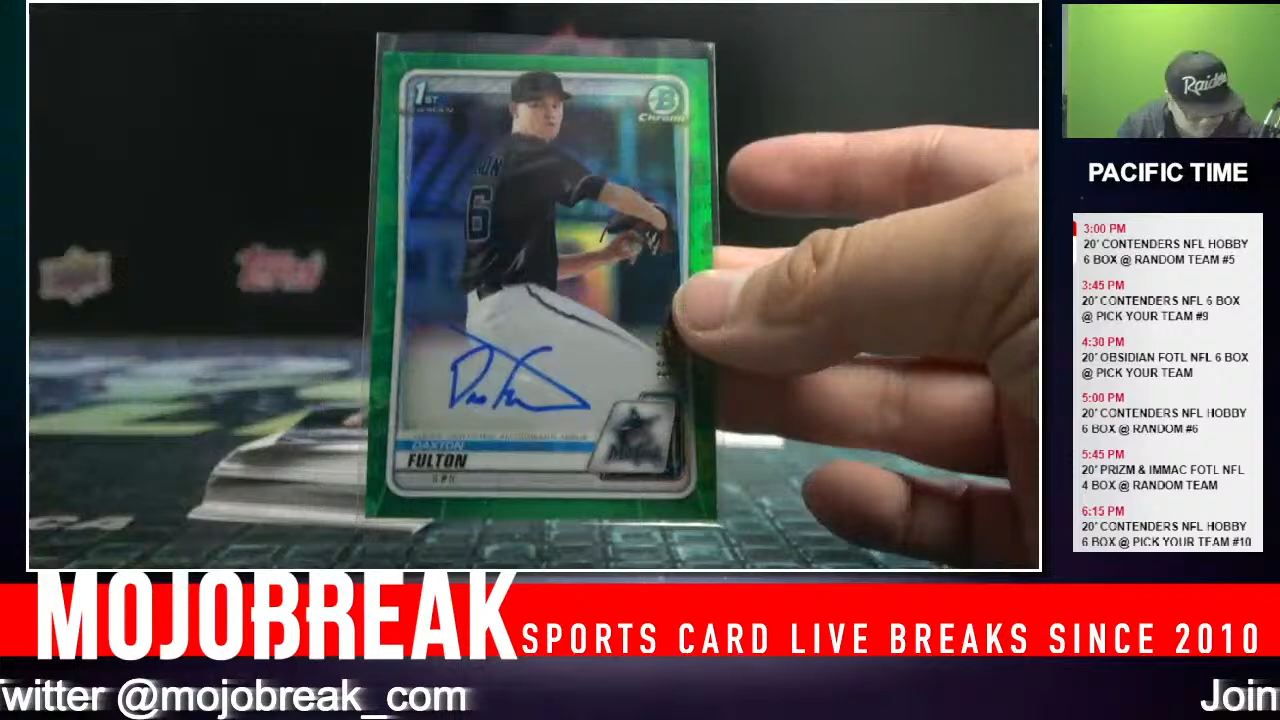 1ST
BOWMAN
B
Chrome
6
DAXTON
FULTON
Raiders
PACIFIC TIME
3:00 PM
20' CONTENDERS NFL HOBBY
6 BOX @ RANDOM TEAM #5
3:45 PM
20' CONTENDERS NFL 6 BOX
@ PICK YOUR TEAM #9
4:30 PM
20' OBSIDIAN FOTL NFL 6 BOX
@ PICK YOUR TEAM
5:00 PM
20' CONTENDERS NFL HOBBY
6 BOX @ RANDOM #6
5:45 PM
20' PRIZM & IMMAC FOTL NFL
4 BOX @ RANDOM TEAM
6:15 PM
20' CONTENDERS NFL HOBBY
6 BOX @ PICK YOUR TEAM #10
MOJOBREAK
SPORTS CARD LIVE BREAKS SINCE 2010
witter @mojobreak_com
Join